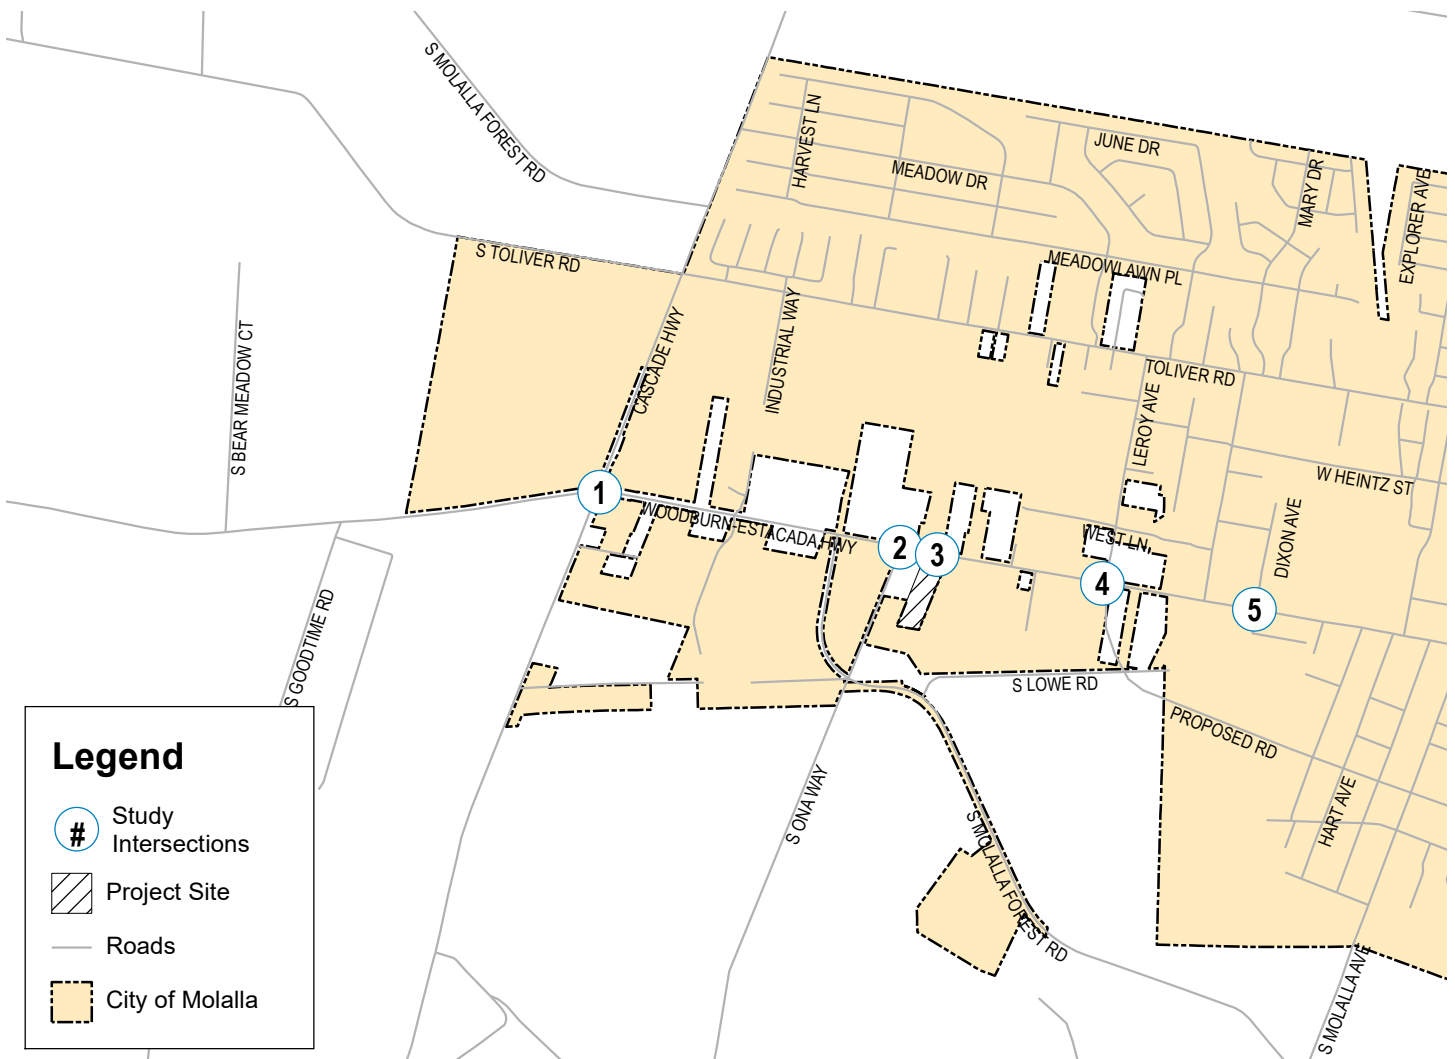 S MOLALLA FOREST RD
HARVEST LN
JUNE DR
MEADOW DR
MARY DR
EXPLORER AVE
S TOLIVER RD
MEADOWLAWN PL
S BEAR MEADOW CT
CASCADE HWY
INDUSTRIAL WAY
TOLIVER RD
LEROY AVE
W HEINTZ ST
1
WOODBURN-ESTACADA HWY
2
3
WEST LN
DIXON AVE
4
5
S GOODTIME RD
S LOWE RD
PROPOSED RD
S ONA WAY
HART AVE
S MOLALLA FOREST RD
S MOLALLA AVE
Legend
#
Study
Intersections
Project Site
Roads
City of Molalla